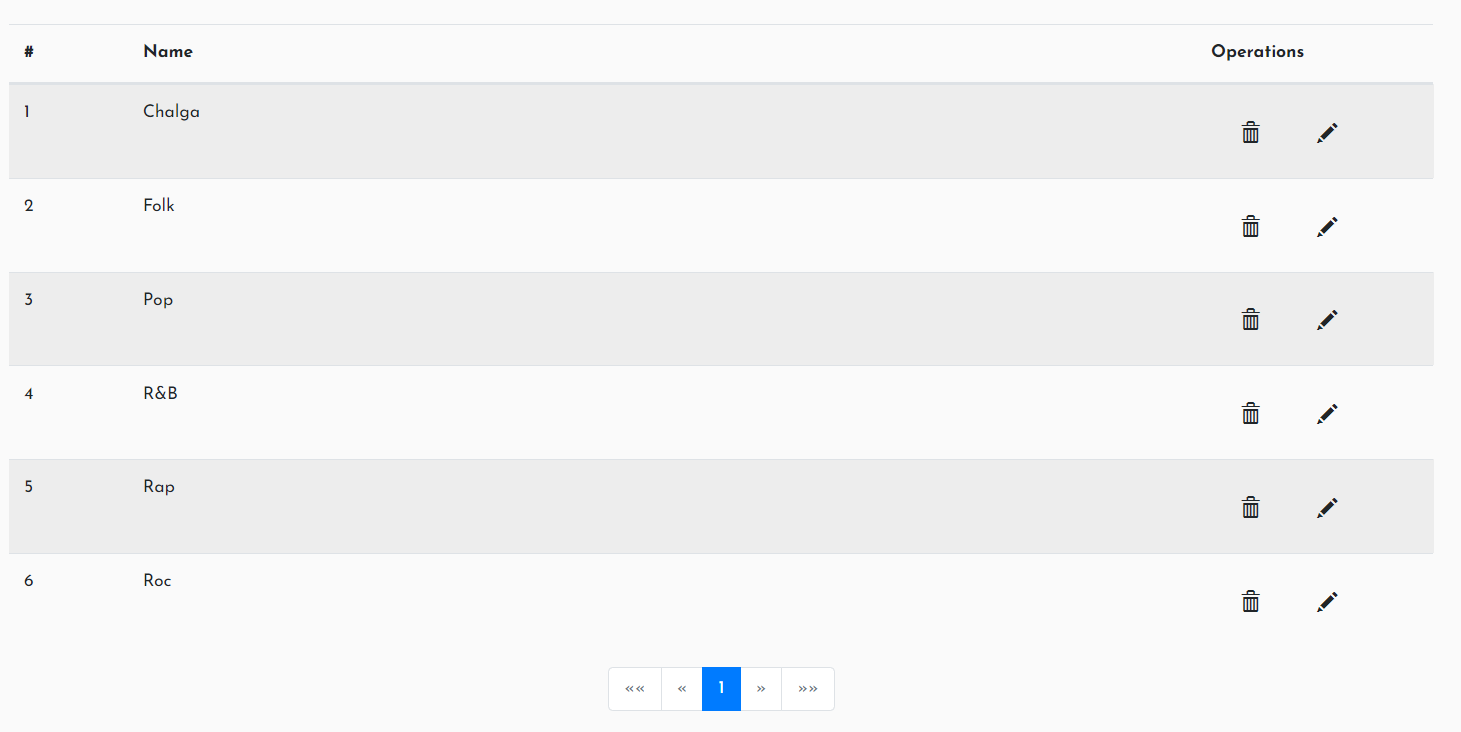 # Name Operations
1 Chalga
2 Folk
3 Pop
4 R&B
5 Rap
6 Roc
«« « 1 » »»